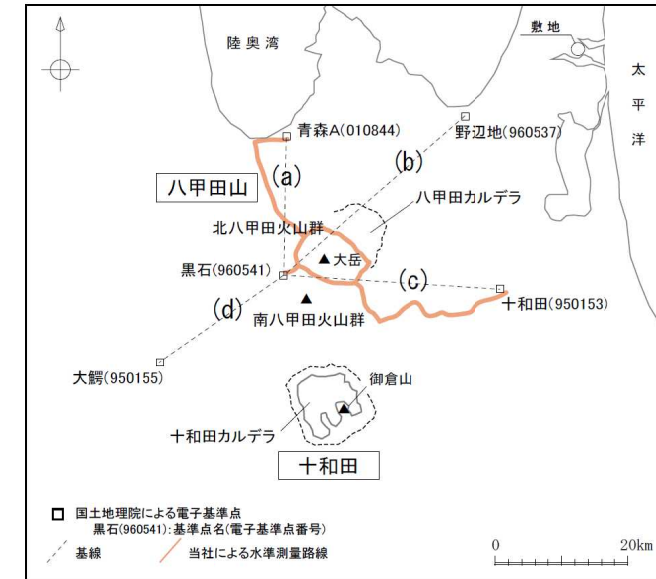 陸奥湾
敷地
太平洋
青森A(010844)
野辺地(960537)
(b)
(a)
八甲田山
八甲田カルデラ
北八甲田火山群
▲大岳
黒石(960541)
(c)
(d)
十和田(950153)
南八甲田火山群
大鰐(950155)
御倉山
十和田カルデラ
十和田
国土地理院による電子基準点
黒石(960541):基準点名(電子基準点番号)
基線
当社による水準測量路線
0 20km